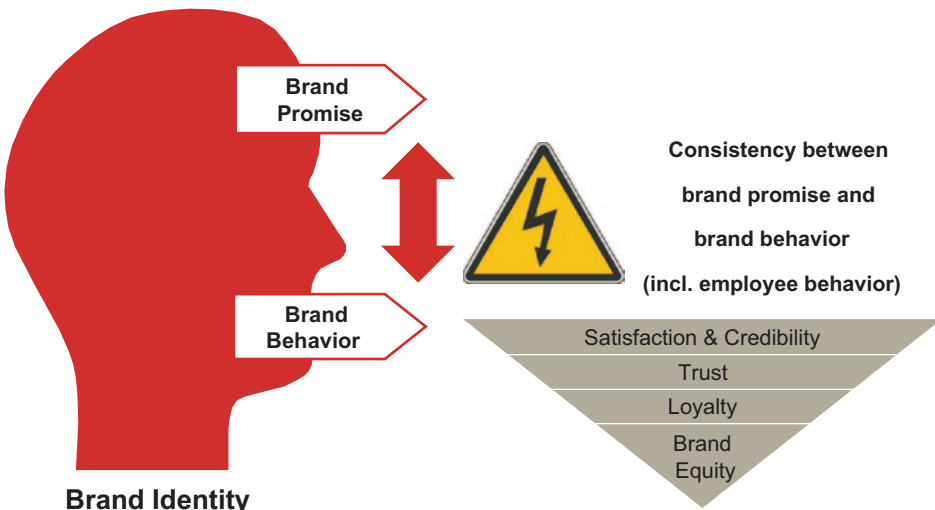 Brand
Promise
Consistency between
brand promise and
brand behavior
(incl. employee behavior)
Brand
Behavior
Satisfaction & Credibility
Trust
Loyalty
Brand
Equity
Brand Identity